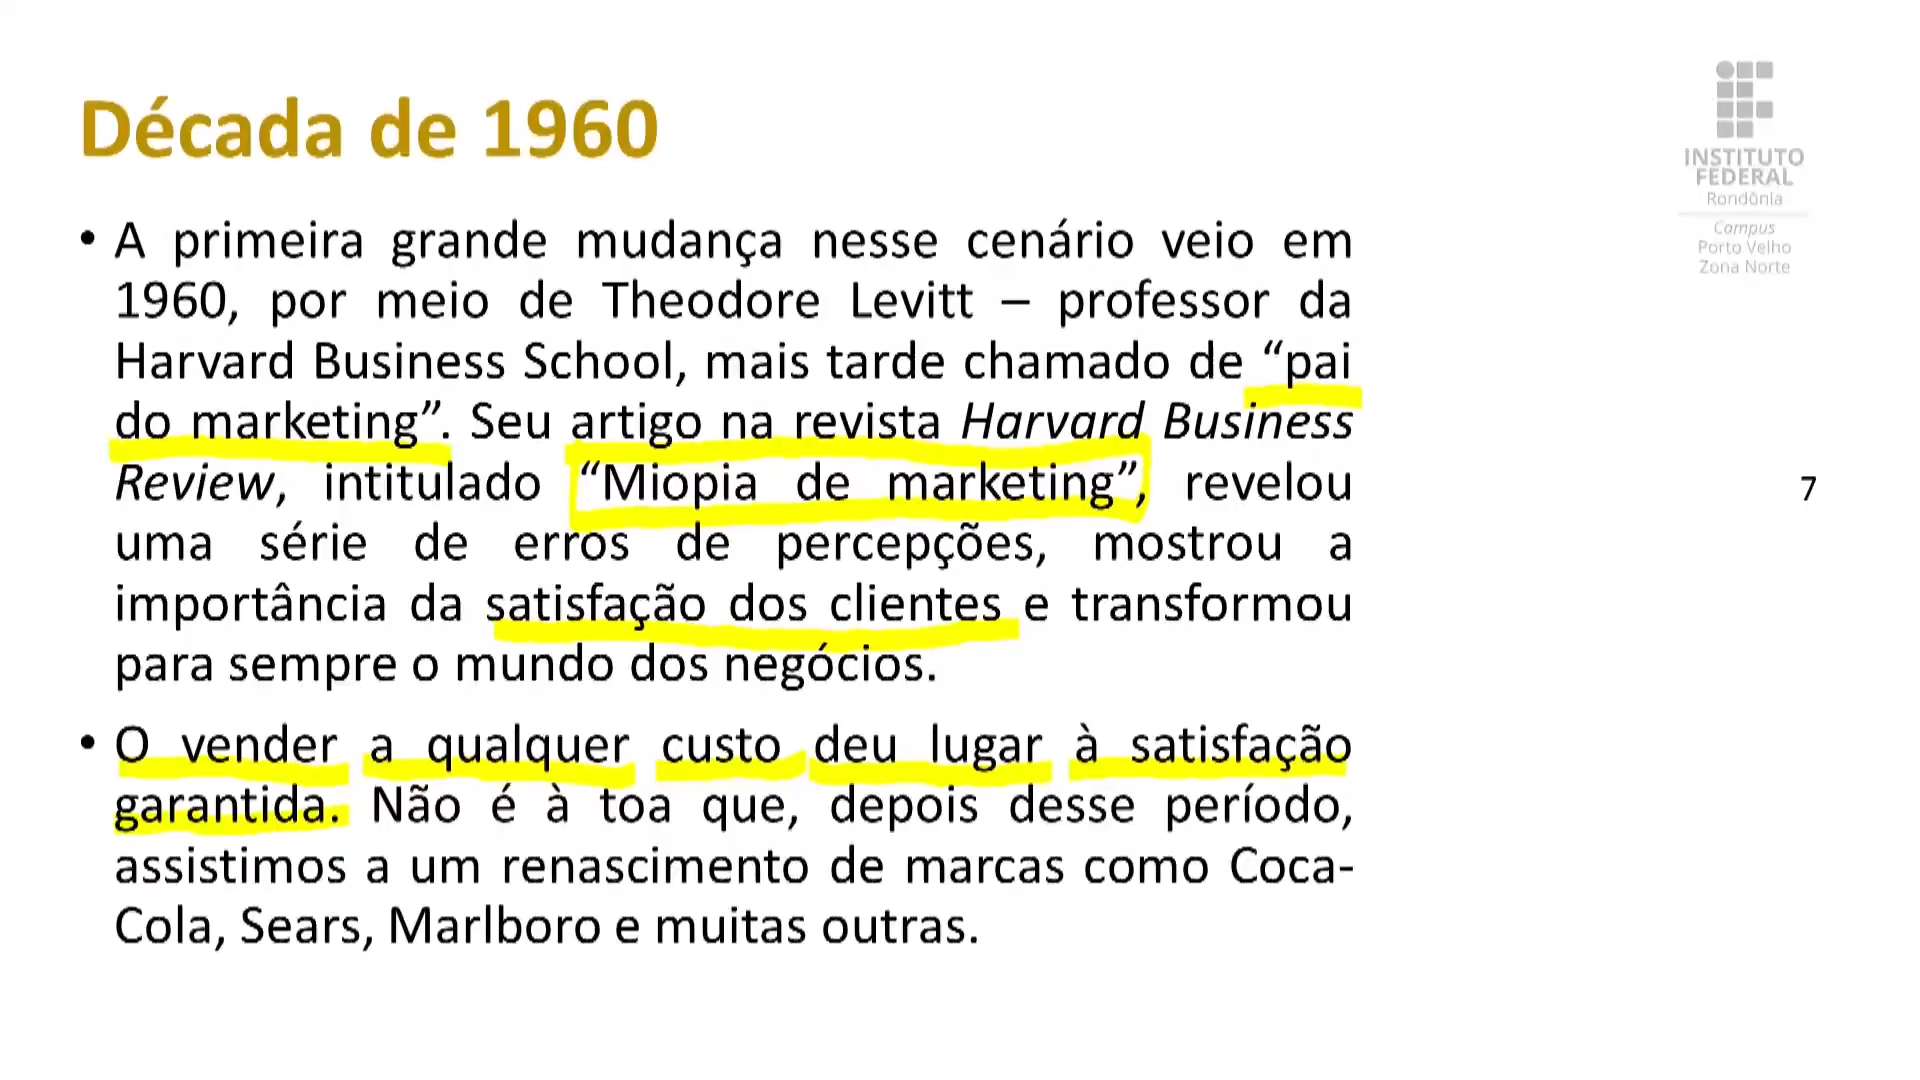 Década de 1960
INSTITUTO
FEDERAL
Rondônia
Campus
Porto Velho
Zona Norte
• A primeira grande mudança nesse cenário veio em
1960, por meio de Theodore Levitt – professor da
Harvard Business School, mais tarde chamado de “pai
do marketing”. Seu artigo na revista Harvard Business
Review, intitulado “Miopia de marketing”, revelou
uma série de erros de percepções, mostrou a
importância da satisfação dos clientes e transformou
para sempre o mundo dos negócios.
• O vender a qualquer custo deu lugar à satisfação
garantida. Não é à toa que, depois desse período,
assistimos a um renascimento de marcas como Coca-
Cola, Sears, Marlboro e muitas outras.
7